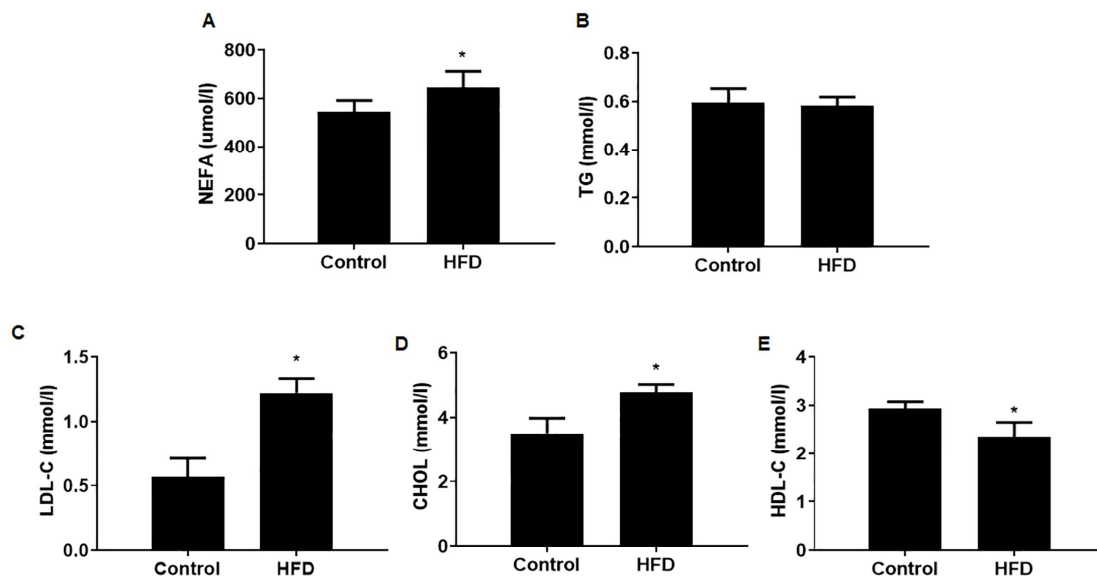 A
NEFA (umol/l)
800
600
400
200
0
*
Control HFD
B
TG (mmol/l)
0.8
0.6
0.4
0.2
0.0
Control HFD
C
LDL-C (mmol/l)
1.5
1.0
0.5
0.0
*
Control HFD
D
CHOL (mmol/l)
6
4
2
0
*
Control HFD
E
HDL-C (mmol/l)
4
3
2
1
0
*
Control HFD